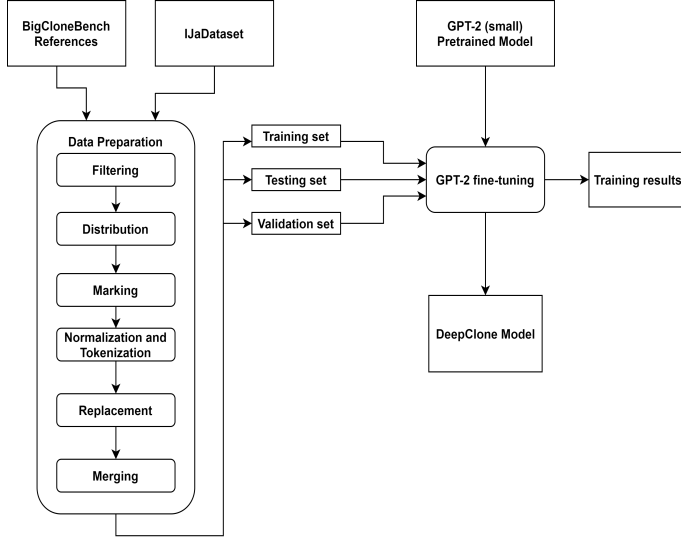 BigCloneBench
References
IJaDataset
GPT-2 (small)
Pretrained Model
Data Preparation
Filtering
Distribution
Marking
Normalization and
Tokenization
Replacement
Merging
Training set
Testing set
Validation set
GPT-2 fine-tuning
Training results
DeepClone Model